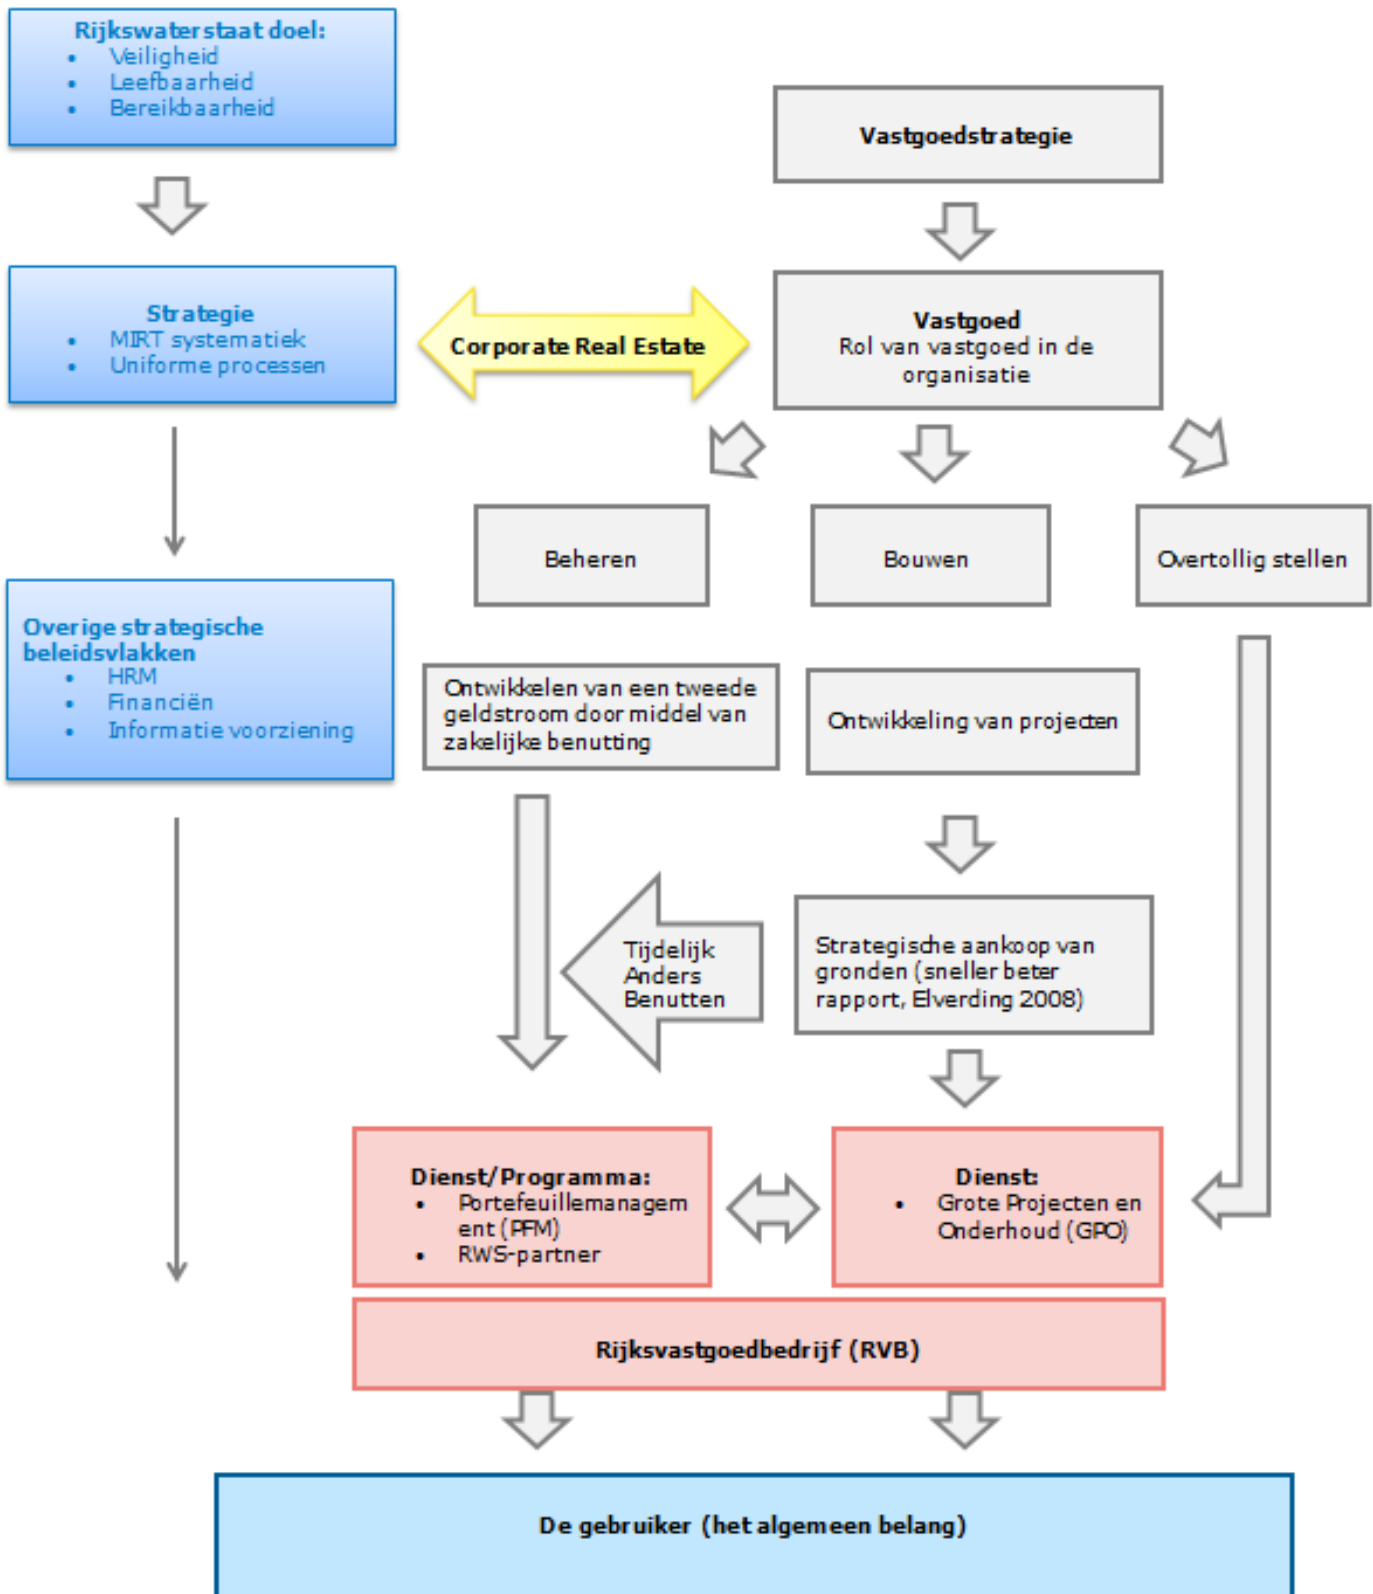 Rijkswaterstaat doel:
• Veiligheid
• Leefbaarheid
• Bereikbaarheid
Vastgoedstrategie
Strategie
• MIRT systematiek
• Uniforme processen
Corporate Real Estate
Vastgoed
Rol van vastgoed in de
organisatie
Beheren
Bouwen
Overtollig stellen
Overige strategische
beleidsvlakken
• HRM
• Financiën
• Informatie voorziening
Ontwikkelen van een tweede
geldstroom door middel van
zakelijke benutting
Ontwikkeling van projecten
Tijdelijk
Anders
Benutten
Strategische aankoop van
gronden (sneller beter
rapport, Elverding 2008)
Dienst/Programma:
• Portefeuillemanagem
ent (PFM)
• RWS-partner
Dienst:
• Grote Projecten en
Onderhoud (GPO)
Rijksvastgoedbedrijf (RVB)
De gebruiker (het algemeen belang)